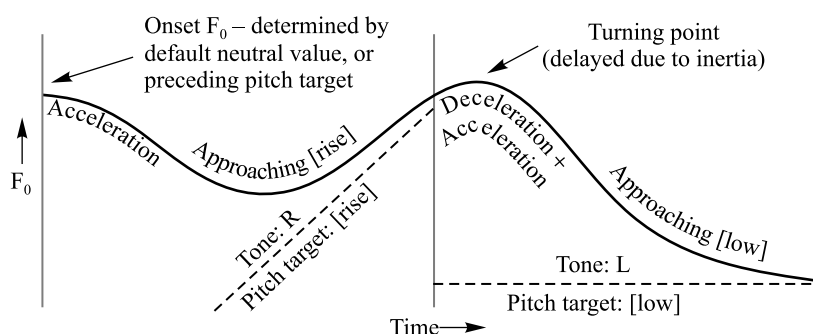 Onset F₀ – determined by
default neutral value, or
preceding pitch target
Turning point
(delayed due to inertia)
Acceleration
Approaching [rise]
Deceleration +
Acceleration
Approaching [low]
F₀
Tone: R
Pitch target: [rise]
Tone: L
Pitch target: [low]
Time